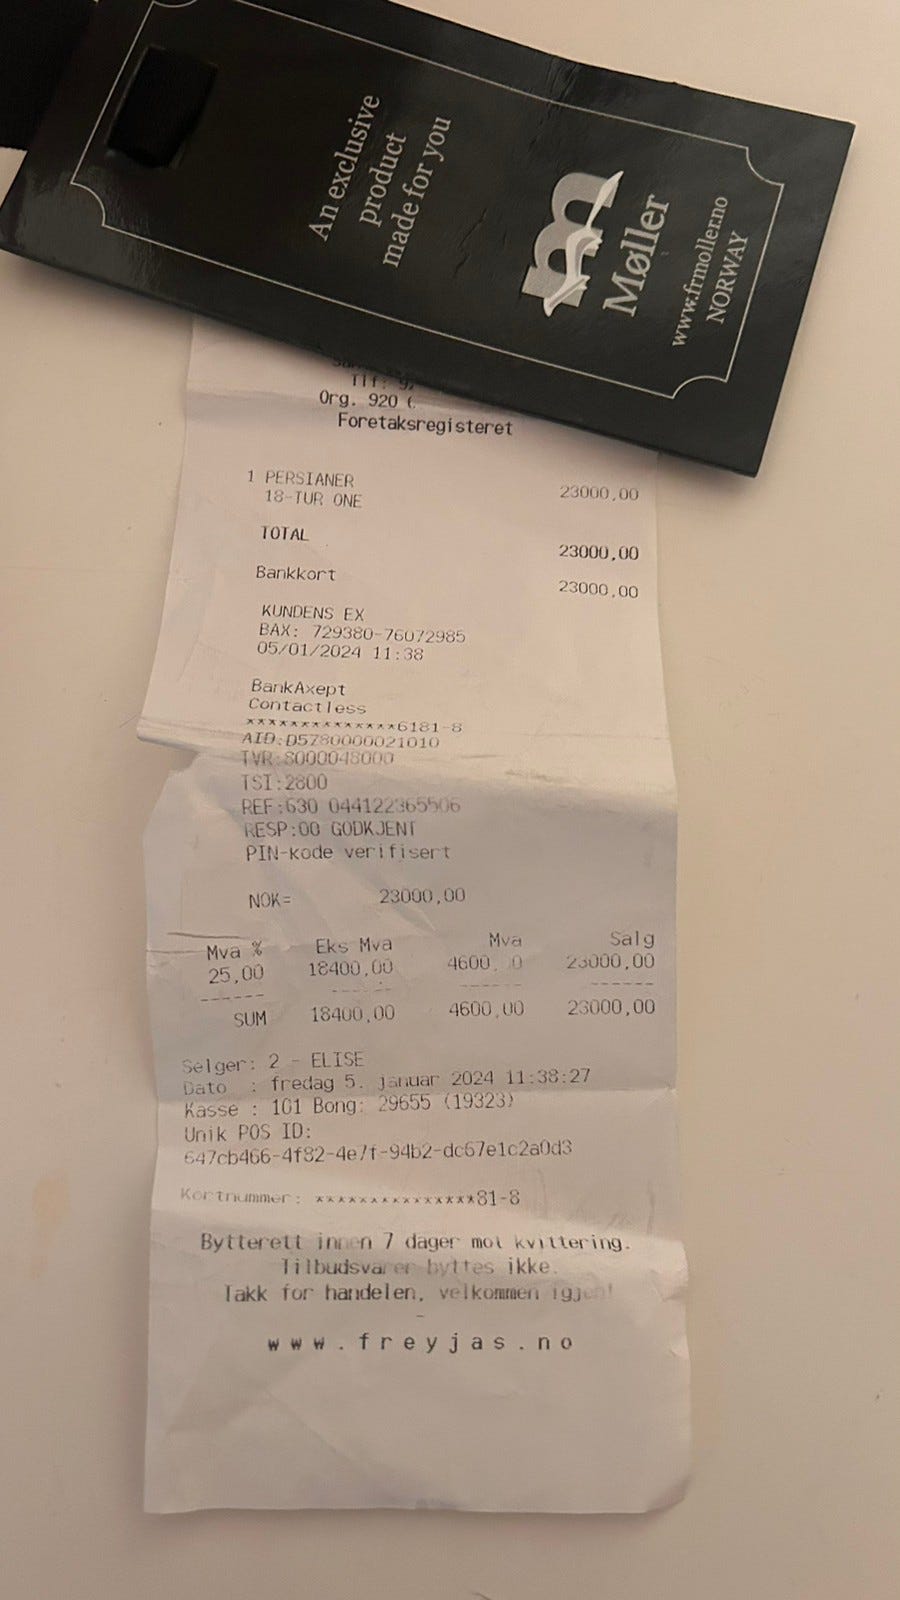 An exclusive
product
made for you
m
Møller
www.frmoller.no
NORWAY
Tlf: 9
Org. 920
Foretaksregisteret
1 PERSIANER 23000,00
18-TUR ONE
TOTAL 23000,00
Bankkort 23000,00
KUNDENS EX
BAX: 729380-76072985
05/01/2024 11:38
BankAxept
Contactless
**************6181-8
AID:D5780000021010
TVR:8000048000
TSI:2800
REF:630 044122365506
RESP:00 GODKJENT
PIN-kode verifisert
NOK= 23000,00
Mva % Eks Mva Mva Salg
25,00 18400,00 4600, 0 23000,00
------ ------ ------ ------
SUM 18400,00 4600,00 23000,00
Selger: 2 - ELISE
Dato : fredag 5. januar 2024 11:38:27
Kasse : 101 Bong: 29655 (19323)
Unik POS ID:
647cb466-4f82-4e7f-94b2-dc67e1c2a0d3
Kortnummer: ***************81-8
Bytterett innen 7 dager mot kvittering.
Tilbudsvarer byttes ikke.
Takk for handelen, velkommen igjen!
-
www.freyjas.no